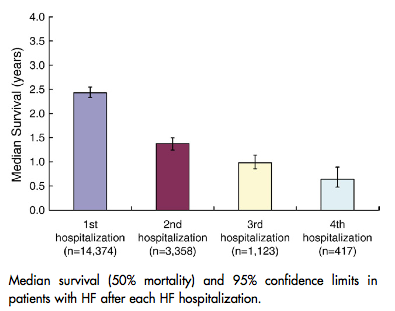 Median Survival (years)
4.0
3.5
3.0
2.5
2.0
1.5
1.0
0.5
0.0
1st
hospitalization
(n=14,374)
2nd
hospitalization
(n=3,358)
3rd
hospitalization
(n=1,123)
4th
hospitalization
(n=417)
Median survival (50% mortality) and 95% confidence limits in
patients with HF after each HF hospitalization.